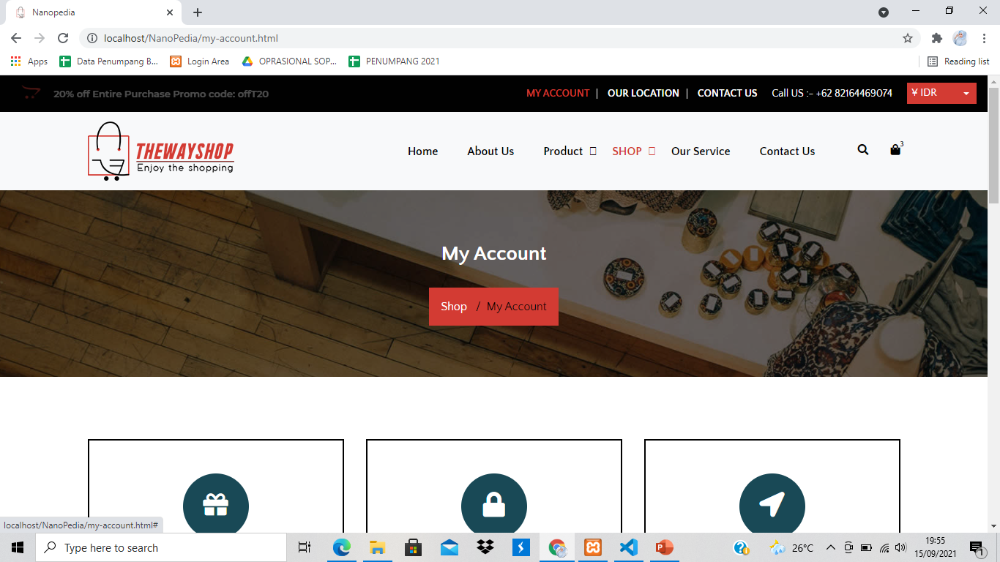 Nanopedia
localhost/NanoPedia/my-account.html
Apps Data Penumpang B... Login Area OPRASIONAL SOP... PENUMPANG 2021 Reading list
20% off Entire Purchase Promo code: offT20 MY ACCOUNT OUR LOCATION CONTACT US Call US :- +62 82164469074 ¥ IDR
THEWAYSHOP
Enjoy the shopping
Home About Us Product SHOP Our Service Contact Us 3
My Account
Shop / My Account
localhost/NanoPedia/my-account.html#
Type here to search 26°C 19:55
15/09/2021 1